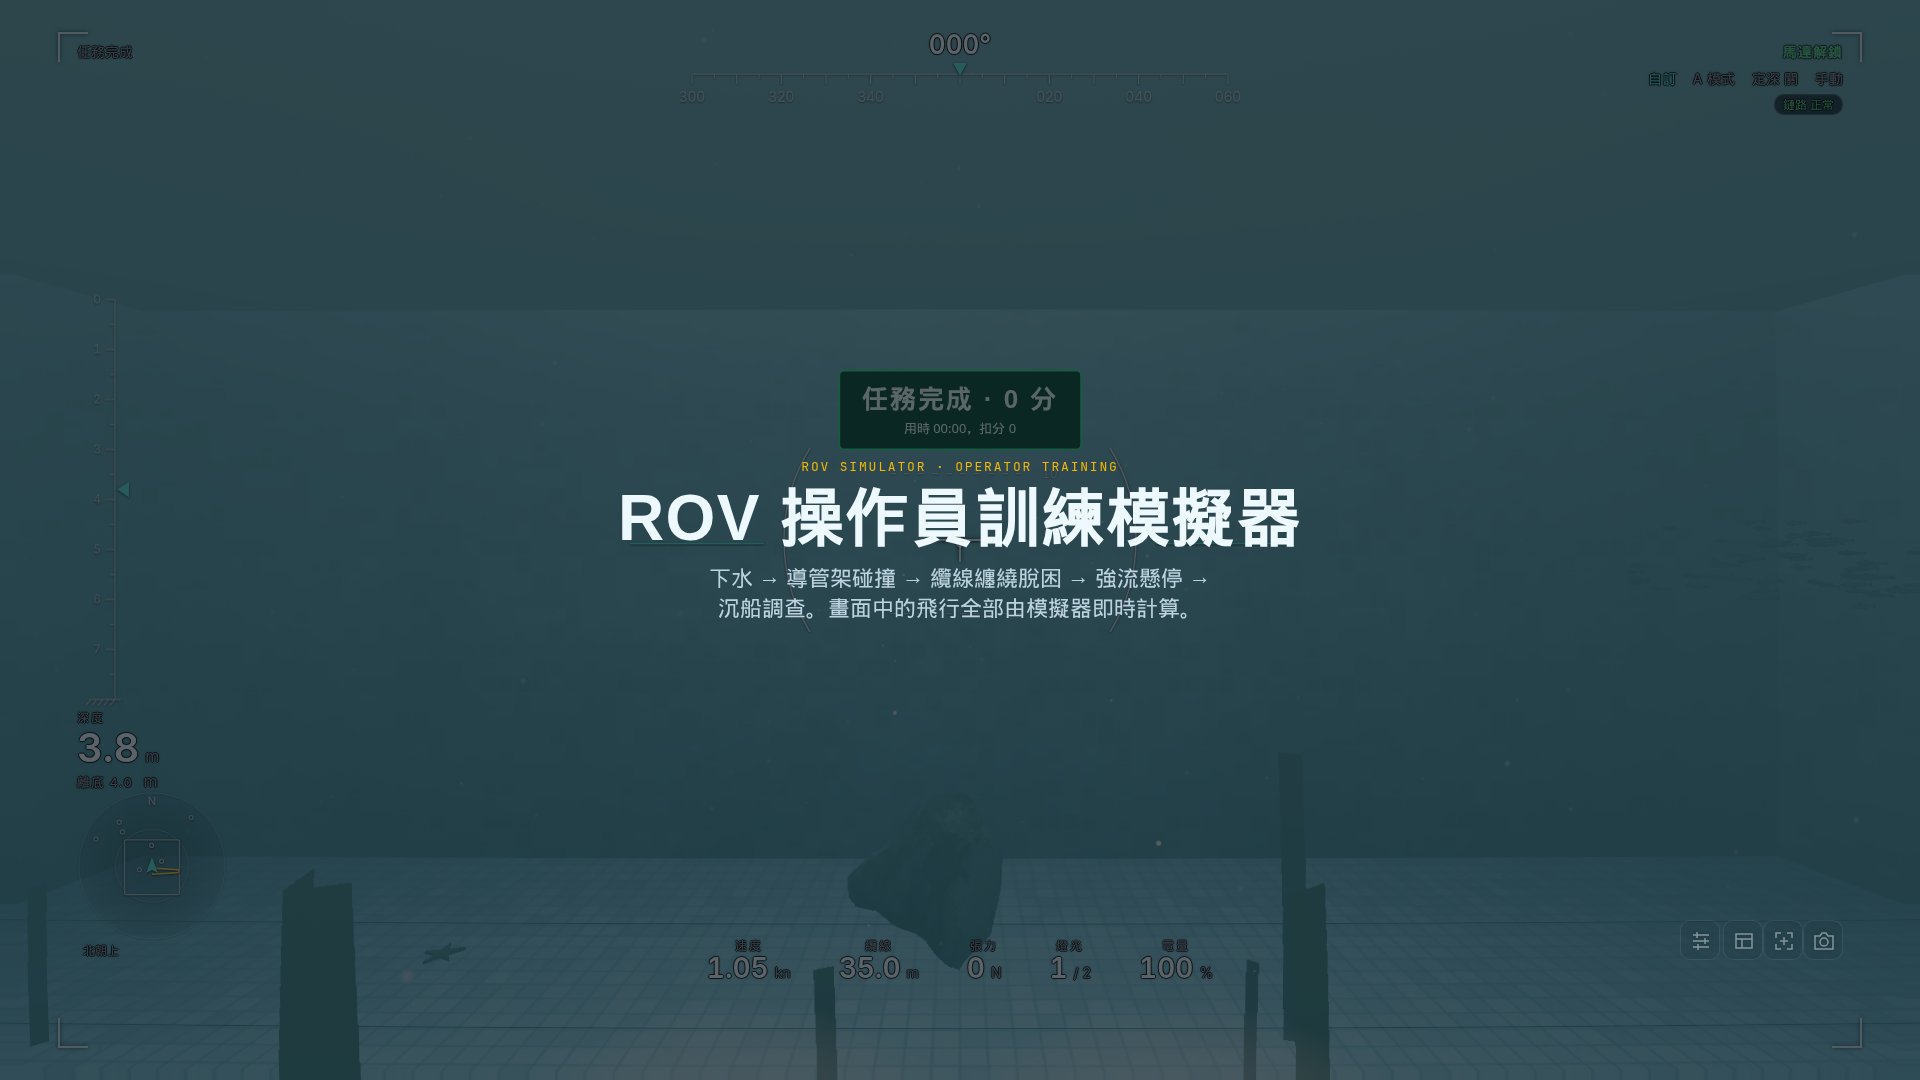 任務完成
000°
300 320 340 020 040 060
馬達解鎖
自訂 A 模式 定深 開 手動
鏈路 正常
0
1
2
3
4
5
6
7
任務完成 · 0 分
用時 00:00，扣分 0
ROV SIMULATOR · OPERATOR TRAINING
ROV 操作員訓練模擬器
下水 → 導管架碰撞 → 纜線纏繞脫困 → 強流懸停 →
沉船調查。畫面中的飛行全部由模擬器即時計算。
深度
3.8 m
離底 4.0 m
N
北朝上
速度 纜線 張力 燈光 電量
1.05 kn 35.0 m 0 N 1 / 2 100 %